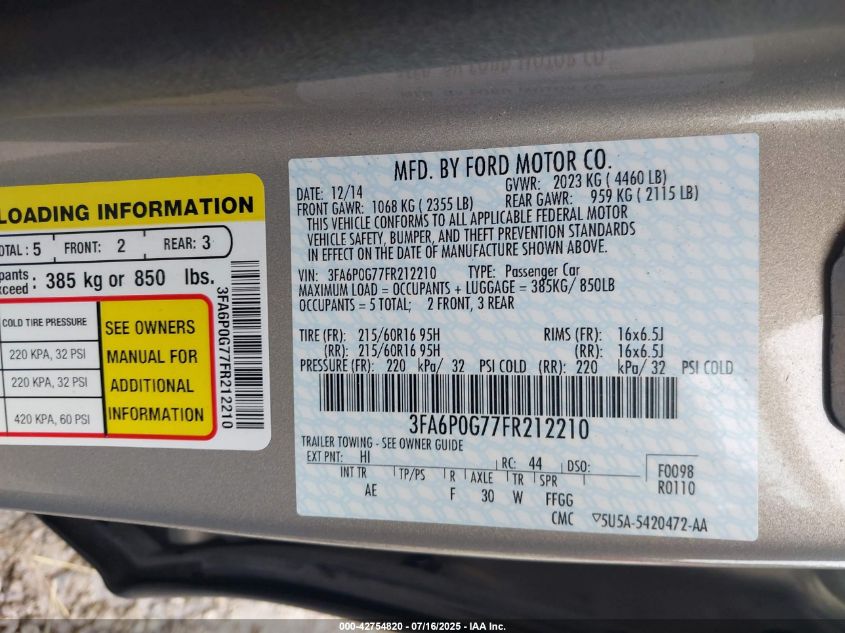 LOADING INFORMATION
TOTAL: 5 FRONT: 2 REAR: 3
385 kg or 850 lbs.
COLD TIRE PRESSURE
220 KPA, 32 PSI
220 KPA, 32 PSI
420 KPA, 60 PSI
SEE OWNERS
MANUAL FOR
ADDITIONAL
INFORMATION
3FA6P0G77FR212210
MFD. BY FORD MOTOR CO.
DATE: 12/14 GVWR: 2023 KG ( 4460 LB)
FRONT GAWR: 1068 KG ( 2355 LB) REAR GAWR: 959 KG ( 2115 LB)
THIS VEHICLE CONFORMS TO ALL APPLICABLE FEDERAL MOTOR
VEHICLE SAFETY, BUMPER, AND THEFT PREVENTION STANDARDS
IN EFFECT ON THE DATE OF MANUFACTURE SHOWN ABOVE.
VIN: 3FA6P0G77FR212210 TYPE: Passenger Car
MAXIMUM LOAD = OCCUPANTS + LUGGAGE = 385KG/ 850LB
OCCUPANTS = 5 TOTAL; 2 FRONT, 3 REAR
TIRE (FR): 215/60R16 95H RIMS (FR): 16x6.5J
(RR): 215/60R16 95H (RR): 16x6.5J
PRESSURE (FR): 220 kPa/ 32 PSI COLD (RR): 220 kPa/ 32 PSI COLD
3FA6P0G77FR212210
TRAILER TOWING - SEE OWNER GUIDE
EXT PNT: HI RC: 44 DSO: F0098
R0110
INT TR TP/PS R AXLE TR SPR
AE F 30 W FFGG
CMC ▽5U5A-5420472-AA
000-42754820 07/16/2025 - IAA Inc.